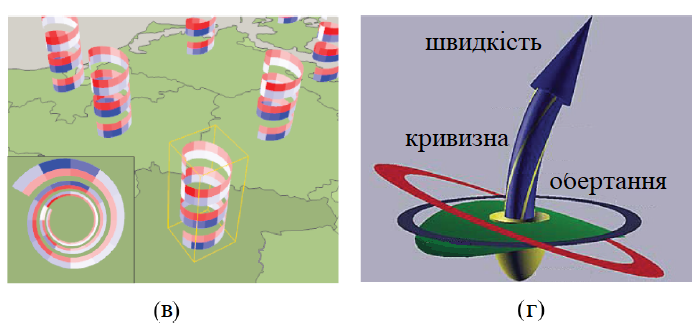 швидкість
кривизна
обертання
(в)
(г)